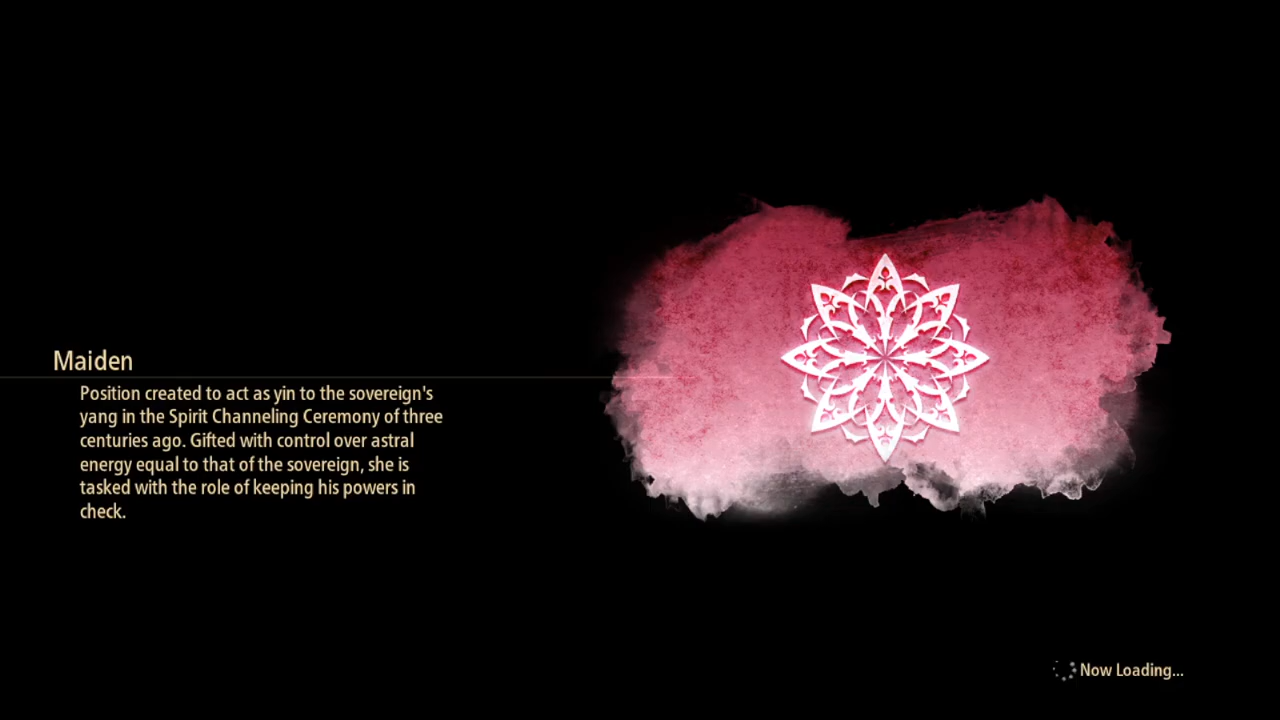 Maiden
Position created to act as yin to the sovereign's
yang in the Spirit Channeling Ceremony of three
centuries ago. Gifted with control over astral
energy equal to that of the sovereign, she is
tasked with the role of keeping his powers in
check.
Now Loading...